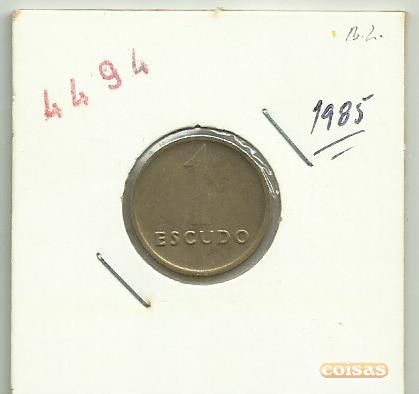 B.L.
4494
1985
1
ESCUDO
coisas